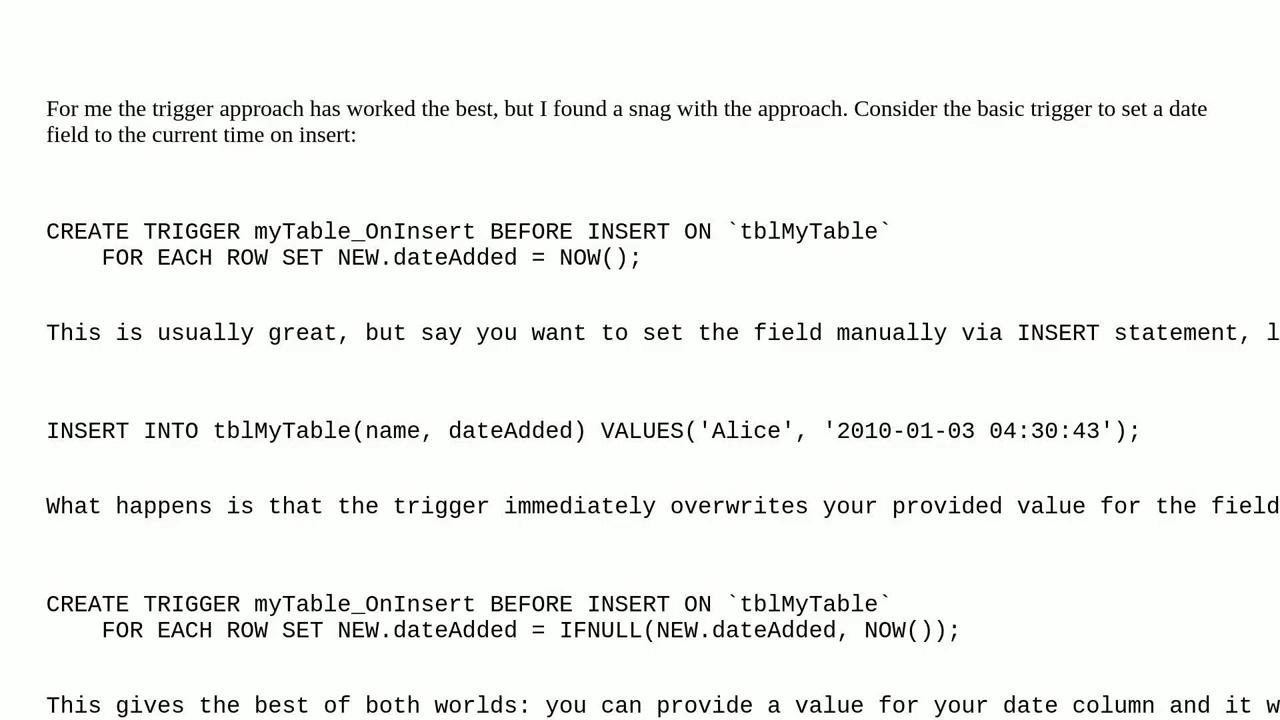 For me the trigger approach has worked the best, but I found a snag with the approach. Consider the basic trigger to set a date
field to the current time on insert:
CREATE TRIGGER myTable_OnInsert BEFORE INSERT ON `tblMyTable`
    FOR EACH ROW SET NEW.dateAdded = NOW();
This is usually great, but say you want to set the field manually via INSERT statement,
INSERT INTO tblMyTable(name, dateAdded) VALUES('Alice', '2010-01-03 04:30:43');
What happens is that the trigger immediately overwrites your provided value for the field
CREATE TRIGGER myTable_OnInsert BEFORE INSERT ON `tblMyTable`
    FOR EACH ROW SET NEW.dateAdded = IFNULL(NEW.dateAdded, NOW());
This gives the best of both worlds: you can provide a value for your date column and it